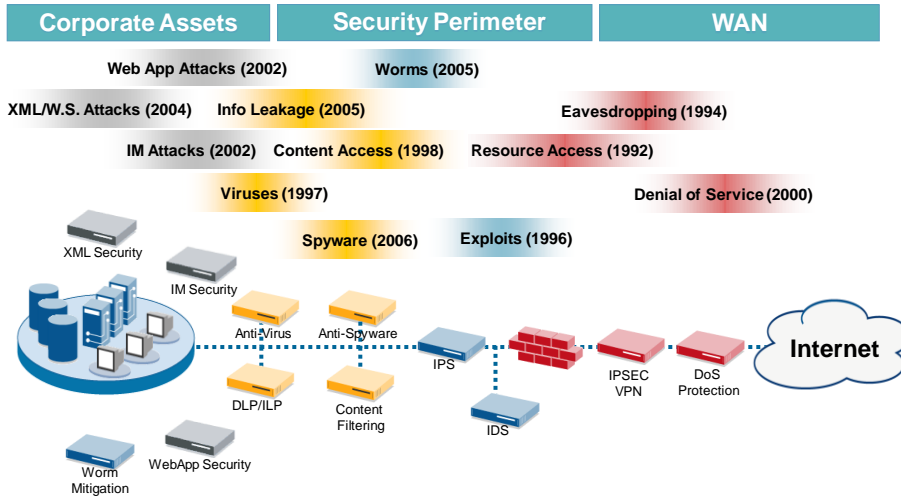 Corporate Assets
Security Perimeter
WAN
Web App Attacks (2002)
Worms (2005)
XML/W.S. Attacks (2004)
Info Leakage (2005)
Eavesdropping (1994)
IM Attacks (2002)
Content Access (1998)
Resource Access (1992)
Viruses (1997)
Denial of Service (2000)
Spyware (2006)
Exploits (1996)
XML Security
IM Security
Anti-Virus
Anti-Spyware
IPS
IPSEC
VPN
DoS
Protection
Internet
DLP/ILP
Content
Filtering
IDS
Worm
Mitigation
WebApp Security